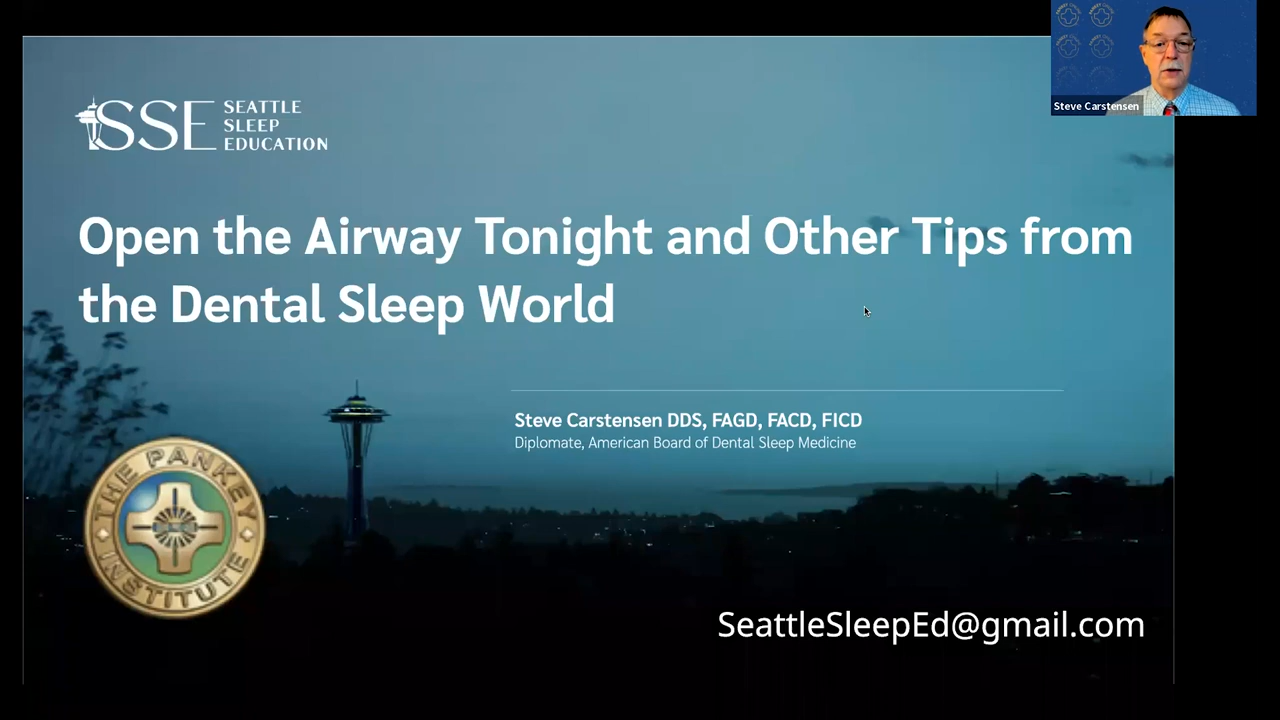 Steve Carstensen
SSE
SEATTLE
SLEEP
EDUCATION
Open the Airway Tonight and Other Tips from
the Dental Sleep World
Steve Carstensen DDS, FAGD, FACD, FICD
Diplomate, American Board of Dental Sleep Medicine
THE PANKEY
INSTITUTE
SeattleSleepEd@gmail.com